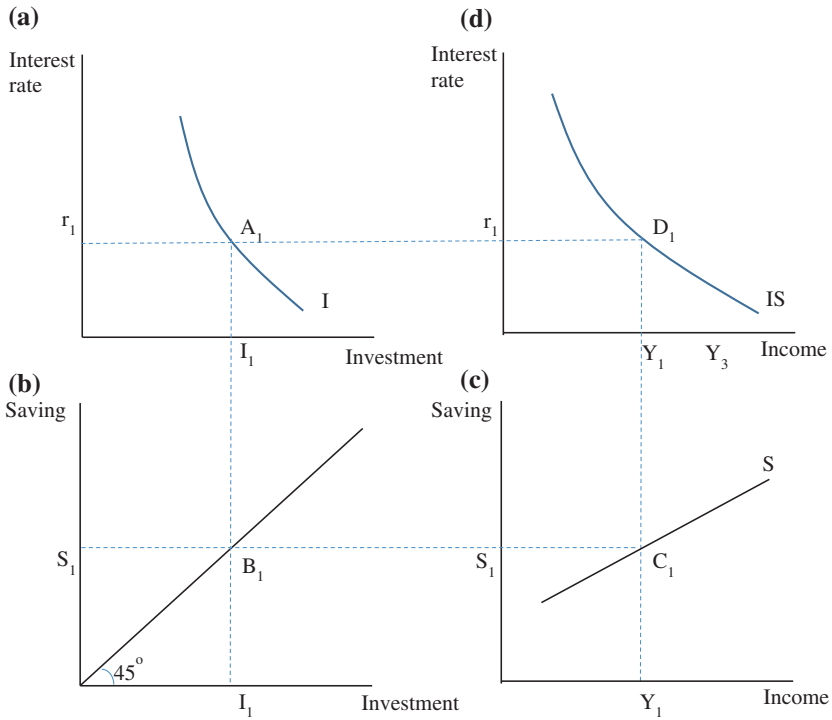 (a)
Interest
rate
r1
A1
I
I1
Investment
(d)
Interest
rate
r1
D1
IS
Y1
Y3
Income
(b)
Saving
S1
B1
45o
I1
Investment
(c)
Saving
S
S1
C1
Y1
Income